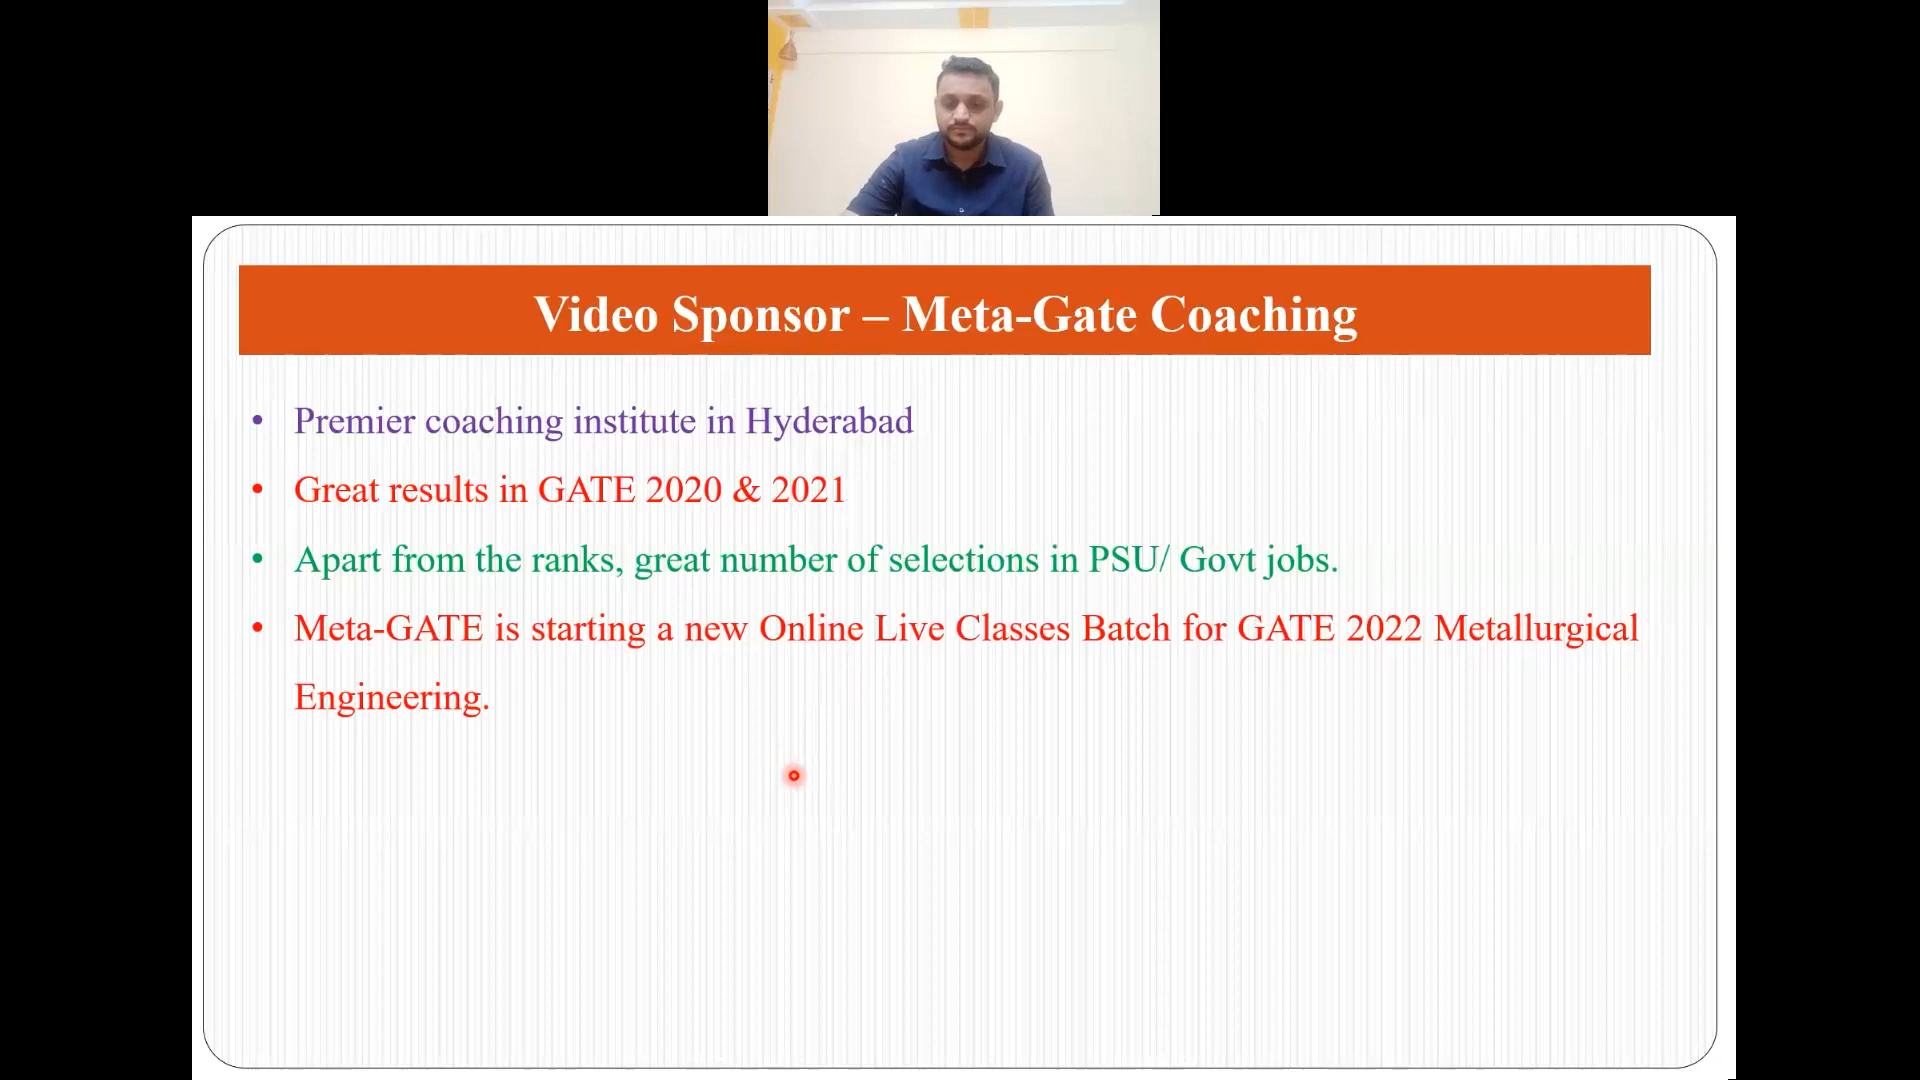 Video Sponsor – Meta-Gate Coaching
• Premier coaching institute in Hyderabad
• Great results in GATE 2020 & 2021
• Apart from the ranks, great number of selections in PSU/ Govt jobs.
• Meta-GATE is starting a new Online Live Classes Batch for GATE 2022 Metallurgical
Engineering.